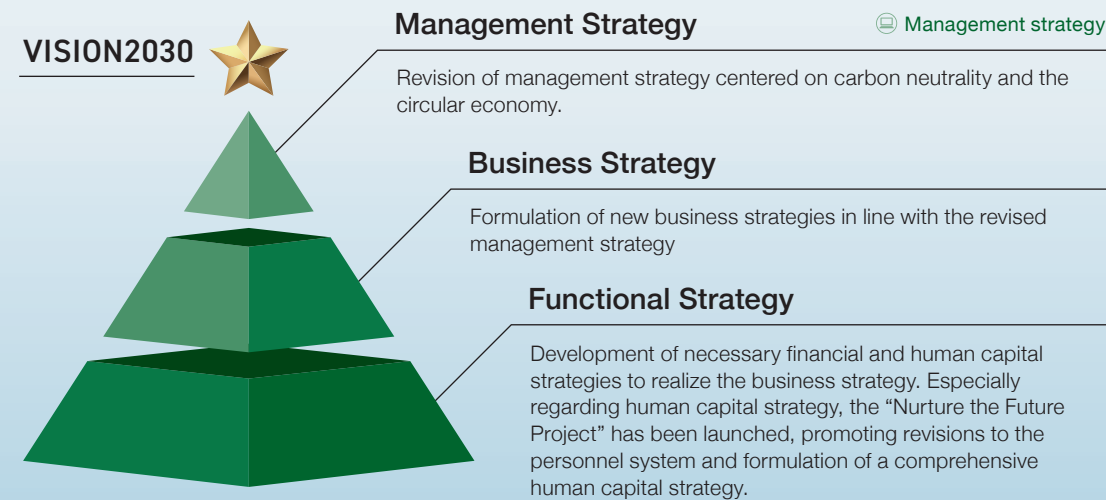 VISION2030
Management Strategy
Management strategy
Revision of management strategy centered on carbon neutrality and the
circular economy.
Business Strategy
Formulation of new business strategies in line with the revised
management strategy
Functional Strategy
Development of necessary financial and human capital
strategies to realize the business strategy. Especially
regarding human capital strategy, the “Nurture the Future
Project” has been launched, promoting revisions to the
personnel system and formulation of a comprehensive
human capital strategy.